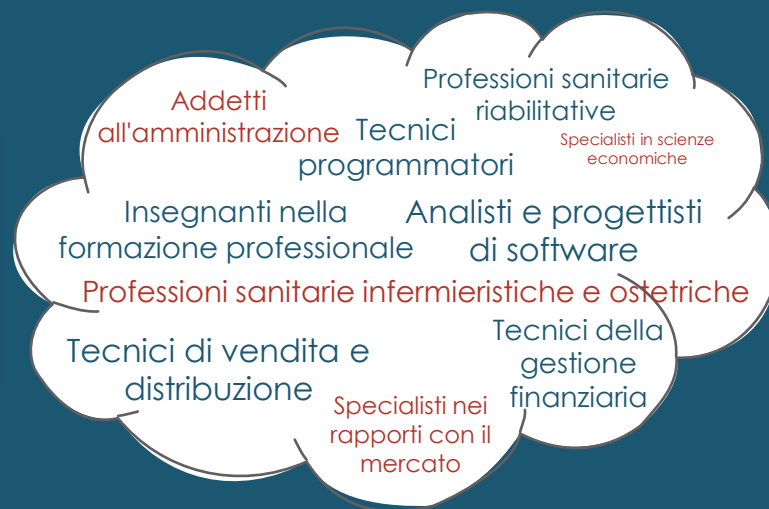 Professioni sanitarie
riabilitative
Addetti
all'amministrazione
Tecnici
programmatori
Specialisti in scienze
economiche
Insegnanti nella
formazione professionale
Analisti e progettisti
di software
Professioni sanitarie infermieristiche e ostetriche
Tecnici di vendita e
distribuzione
Tecnici della
gestione
finanziaria
Specialisti nei
rapporti con il
mercato